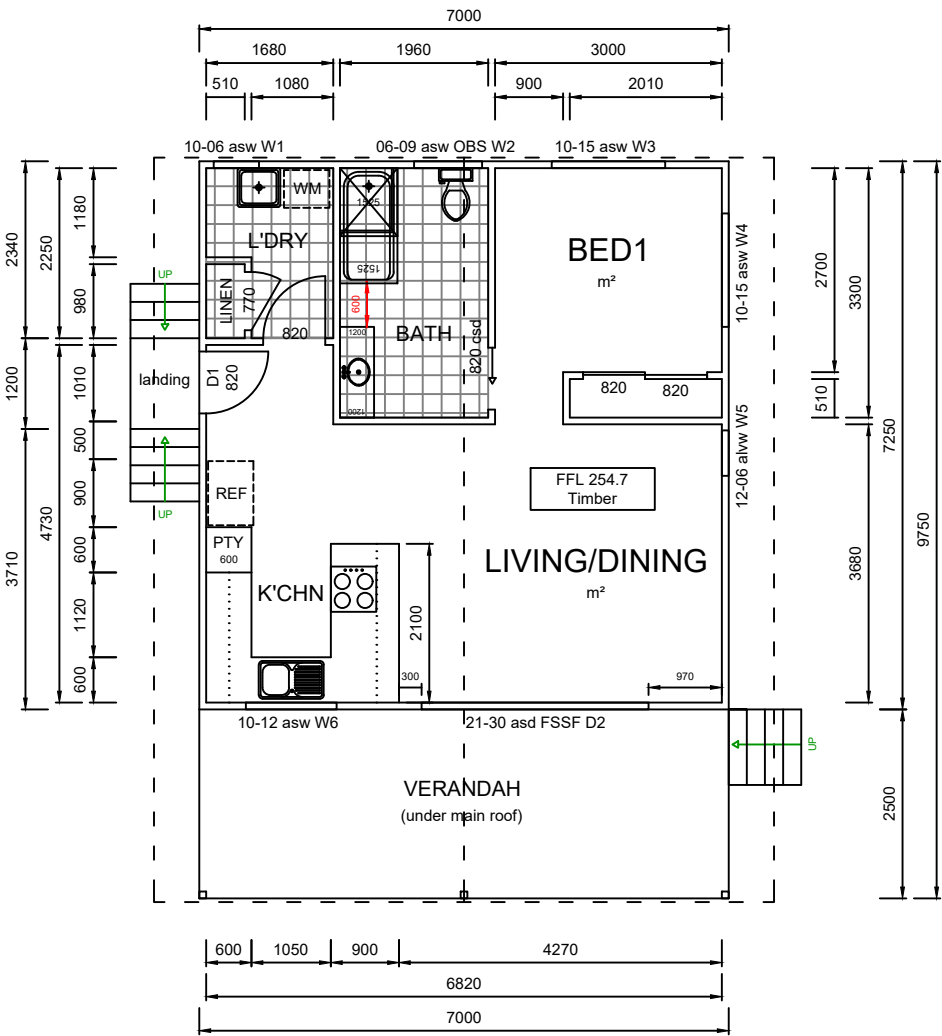 7000
1680 1960 3000
510 1080 900 2010
10-06 asw W1 06-09 asw OBS W2 10-15 asw W3
2340
2250
1180
980
UP
WM
L'DRY
LINEN
770
820
1525
1525
600
1200
BATH
820 csd
1200
BED1
m²
820 820
10-15 asw W4
2700
3300
510
7250
9750
1200
landing
D1
820
1010
500
UP
3710
4730
900
600
1120
600
REF
PTY
600
K'CHN
2100
300
FFL 254.7
Timber
LIVING/DINING
m²
970
12-06 alvw W5
3680
10-12 asw W6 21-30 asd FSSF D2
UP
VERANDAH
(under main roof)
2500
600 1050 900 4270
6820
7000